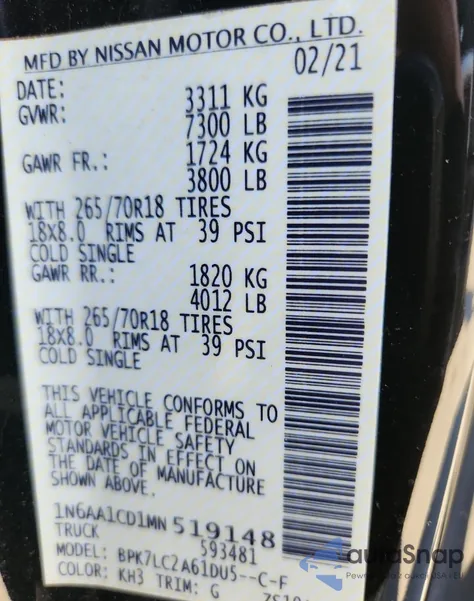 MFD BY NISSAN MOTOR CO., LTD.
DATE: 02/21
GVWR: 3311 KG
7300 LB
GAWR FR.: 1724 KG
3800 LB
WITH 265/70R18 TIRES
18X8.0 RIMS AT 39 PSI
COLD SINGLE
GAWR RR.: 1820 KG
4012 LB
WITH 265/70R18 TIRES
18X8.0 RIMS AT 39 PSI
COLD SINGLE
THIS VEHICLE CONFORMS TO
ALL APPLICABLE FEDERAL
MOTOR VEHICLE SAFETY
STANDARDS IN EFFECT ON
THE DATE OF MANUFACTURE
SHOWN ABOVE.
1N6AA1CD1MN519148
TRUCK 593481
MODEL: BPK7LC2A61DU5--C-F
COLOR: KH3 TRIM: G
auraSnap
Powered by